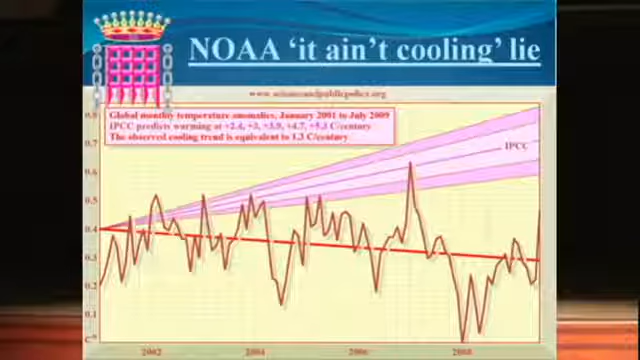 NOAA ‘it ain’t cooling’ lie
www.scienceandpublicpolicy.org
Global monthly temperature anomalies, January 2001 to July 2009
IPCC predicts warming at +2.4, +3, +3.9, +4.7, +5.3 C/century
The observed cooling trend is equivalent to 1.3 C/century
0.8
0.7
IPCC
0.6
0.5
0.4
0.3
0.2
0.1
2002 2004 2006 2008